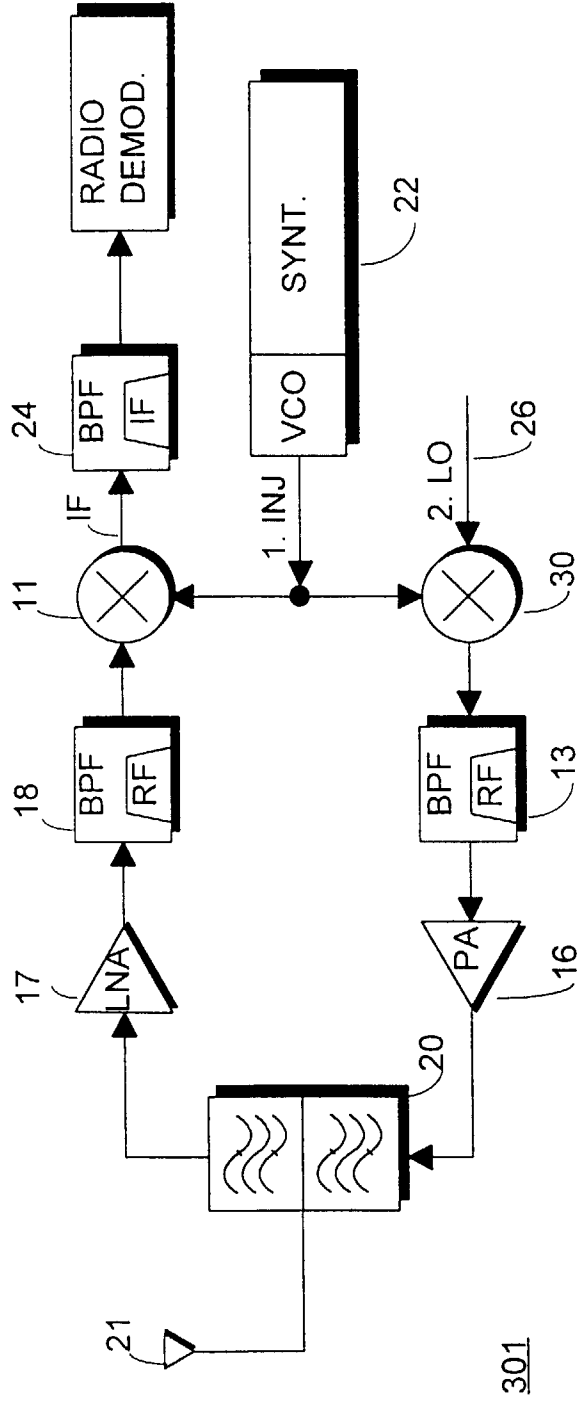 21
17
LNA
18
BPF
RF
11
IF
24
BPF
IF
RADIO
DEMOD.
1. INJ
VCO
SYNT.
22
20
PA
16
BPF
RF
13
30
2. LO
26
301